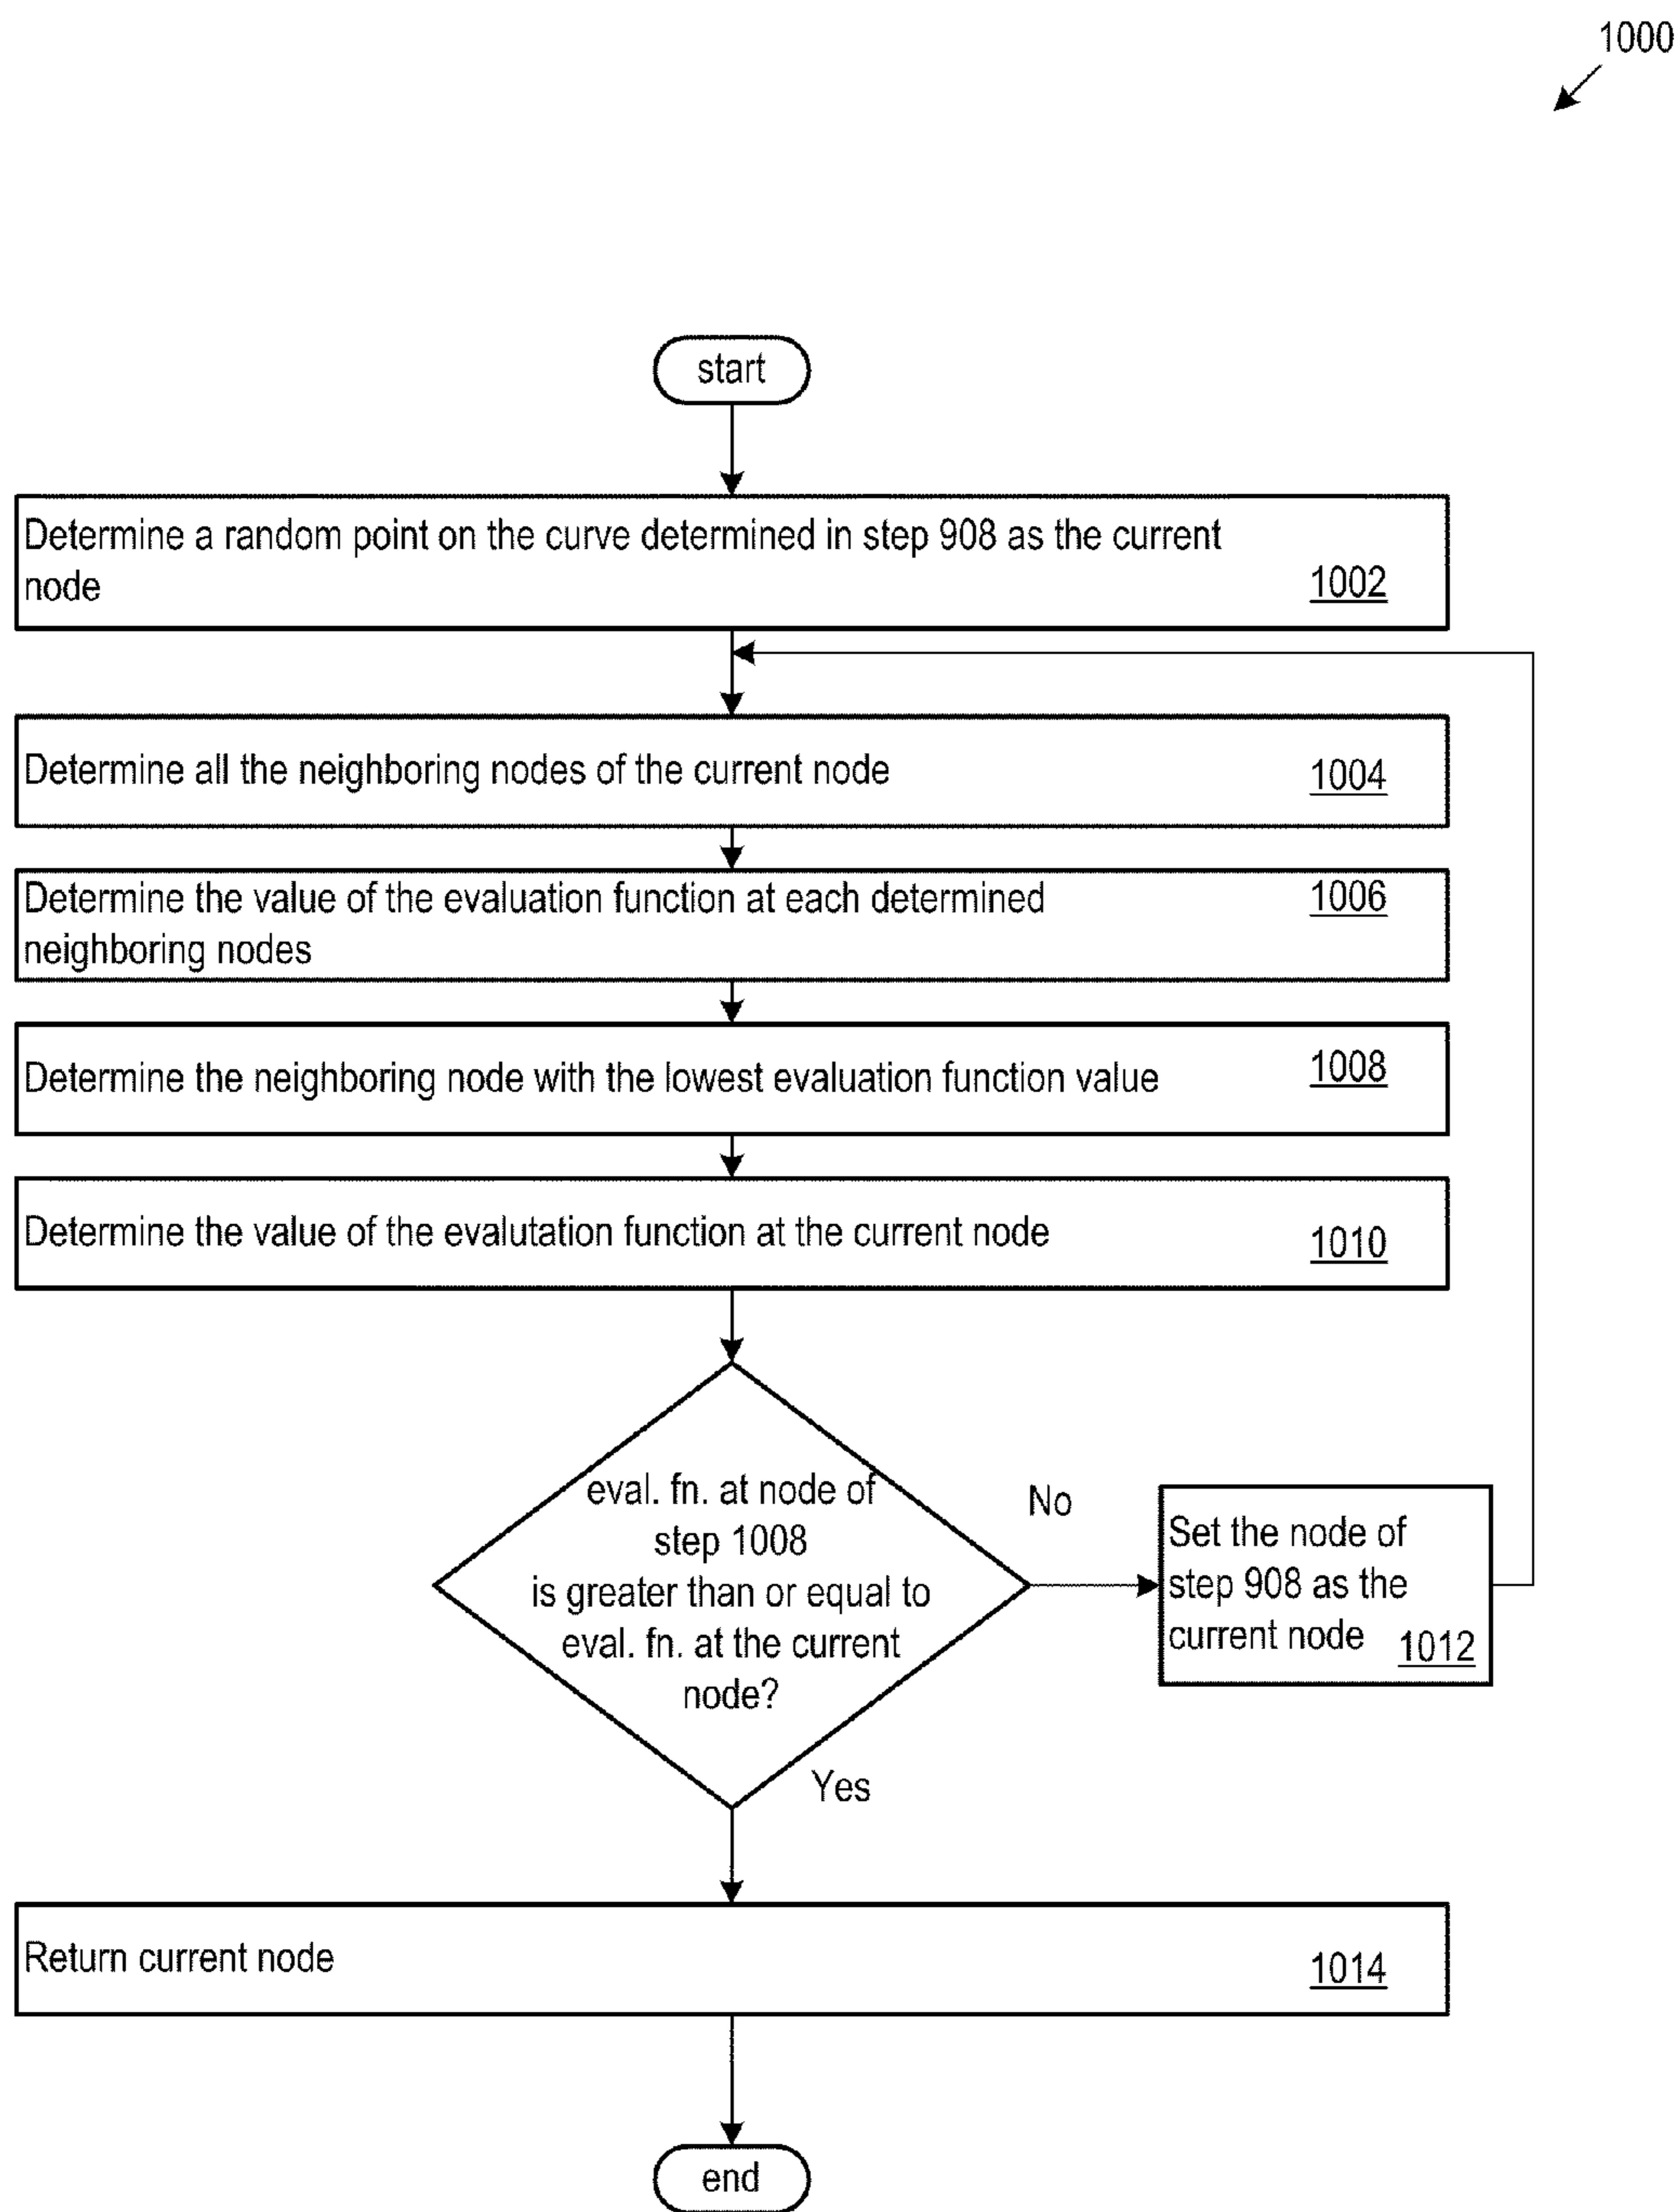 1000
start
Determine a random point on the curve determined in step 908 as the current
node
1002
Determine all the neighboring nodes of the current node
1004
Determine the value of the evaluation function at each determined
1006
neighboring nodes
Determine the neighboring node with the lowest evaluation function value
1008
Determine the value of the evalutation function at the current node
1010
eval. fn. at node of
step 1008
is greater than or equal to
eval. fn. at the current
node?
No
Set the node of
step 908 as the
current node
1012
Yes
Return current node
1014
end